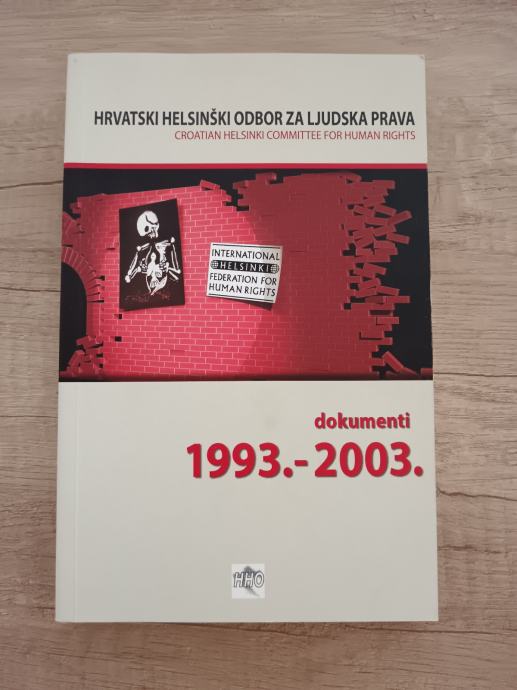 HRVATSKI HELSINŠKI ODBOR ZA LJUDSKA PRAVA
CROATIAN HELSINKI COMMITTEE FOR HUMAN RIGHTS
INTERNATIONAL
HELSINKI
FEDERATION FOR
HUMAN RIGHTS
dokumenti
1993.-2003.
HHO